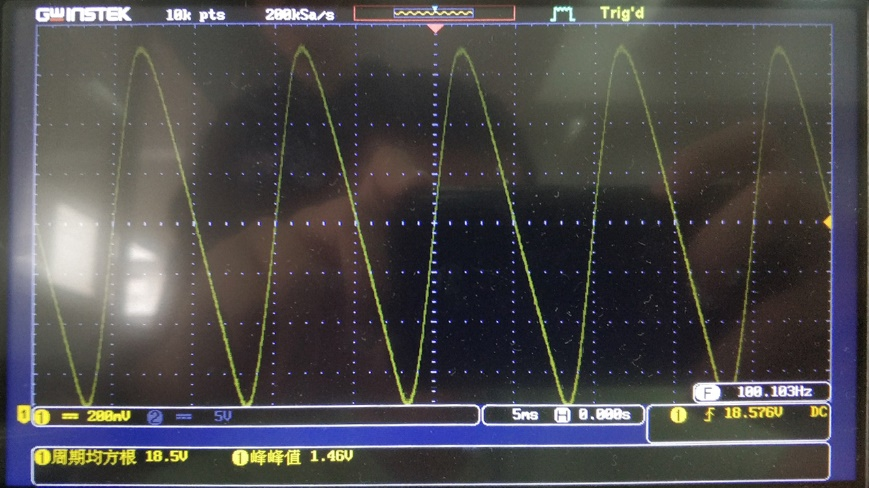 GWINSTEK 10k pts 200kSa/s Trig'd
F 100.103Hz
1 1 200mV 2 5V 5ms H 0.000s 1 18.576V DC
1周期均方根 18.5V 1峰峰值 1.46V